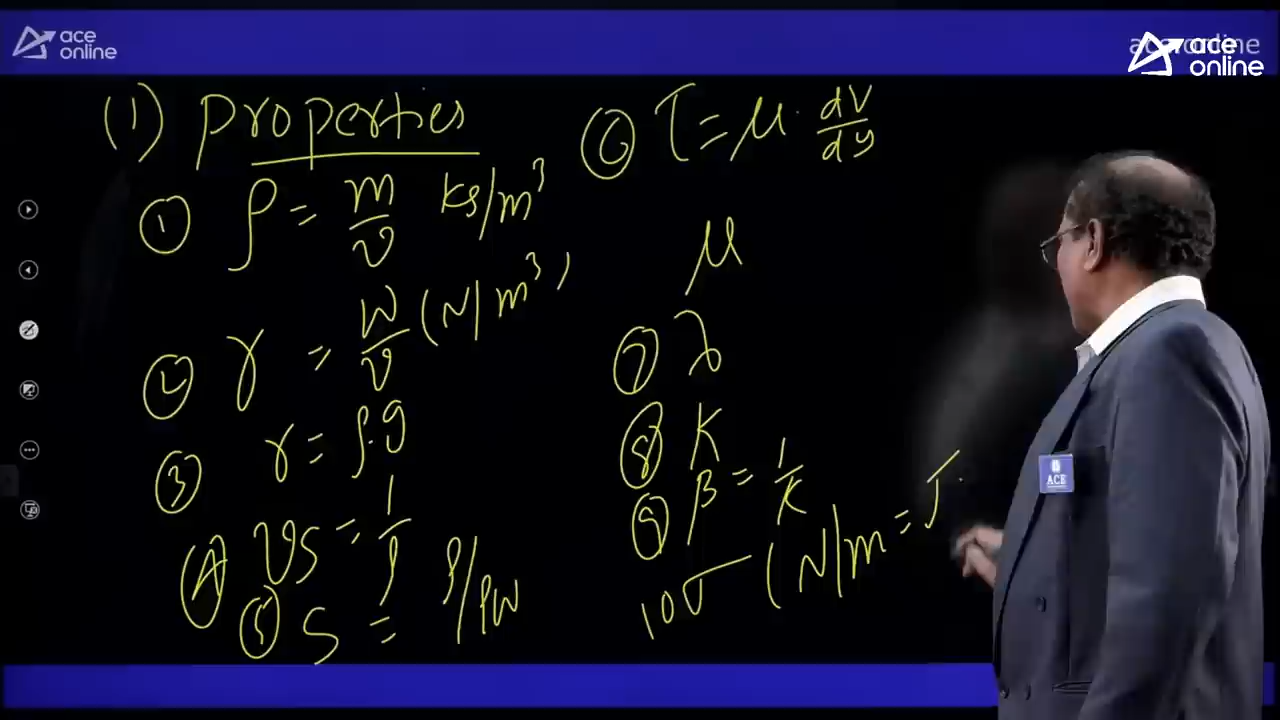 ace online
ace online
(1) properties
① ρ = m/v kg/m³
② γ = w/v (N/m³)
③ γ = ρ.g
④ vs = 1/ρ
⑤ S = ρ/ρw
⑥ τ = μ. dv/dy
μ
⑦ λ
⑧ K
⑨ β = 1/K
10 σ (N/m = J.
ACE